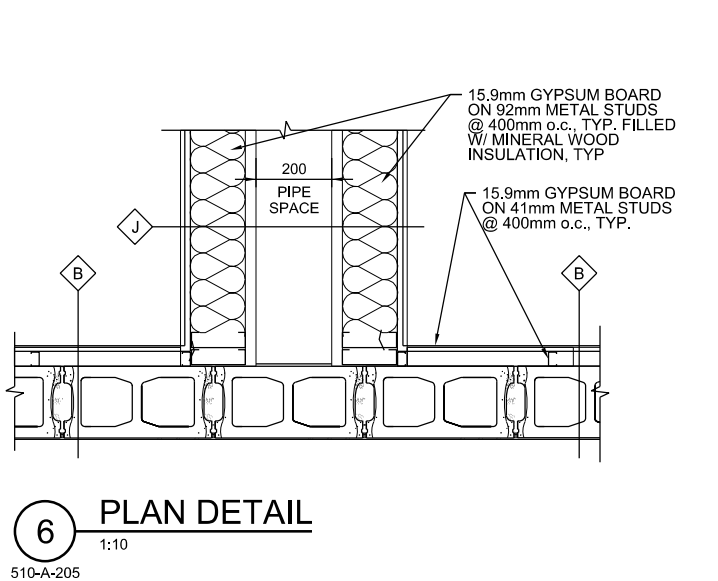 15.9mm GYPSUM BOARD
ON 92mm METAL STUDS
@ 400mm o.c., TYP. FILLED
W/ MINERAL WOOD
INSULATION, TYP
200
PIPE
SPACE
15.9mm GYPSUM BOARD
ON 41mm METAL STUDS
@ 400mm o.c., TYP.
J
B
B
6
PLAN DETAIL
1:10
510-A-205